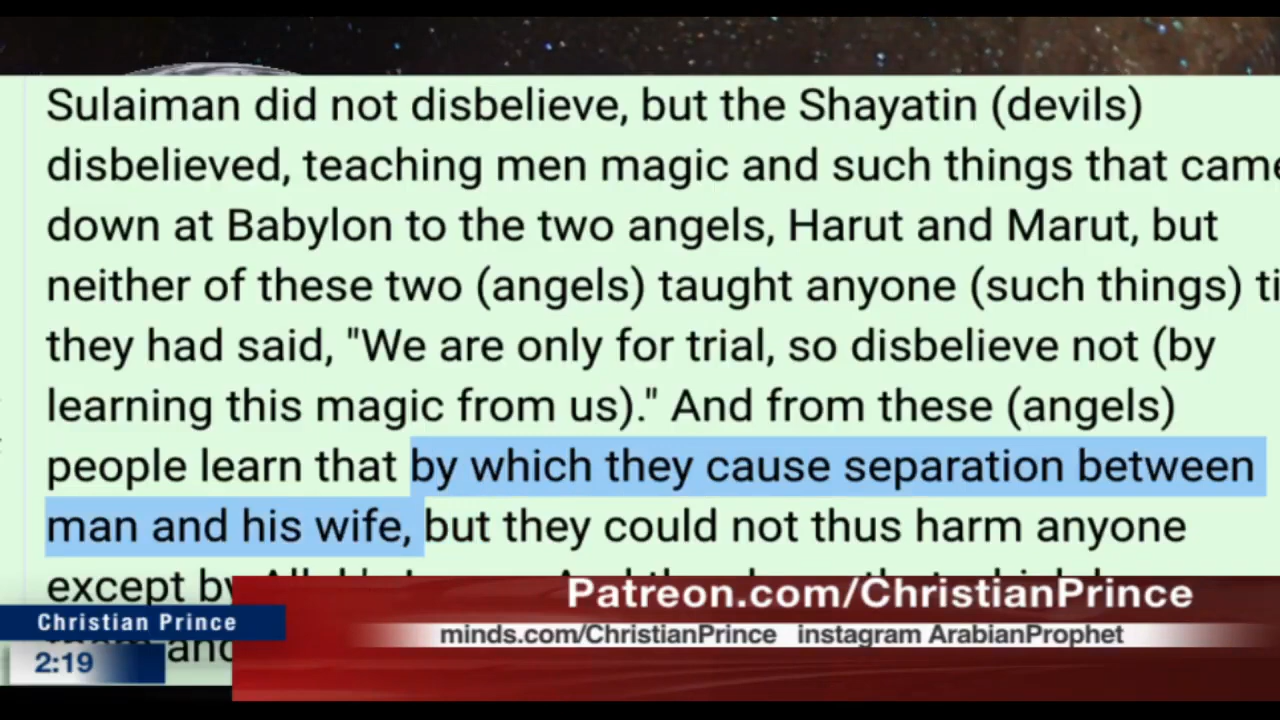 Sulaiman did not disbelieve, but the Shayatin (devils)
disbelieved, teaching men magic and such things that came
down at Babylon to the two angels, Harut and Marut, but
neither of these two (angels) taught anyone (such things)
they had said, "We are only for trial, so disbelieve not (by
learning this magic from us)." And from these (angels)
people learn that by which they cause separation between
man and his wife, but they could not thus harm anyone
except by
Patreon.com/ChristianPrince
Christian Prince
minds.com/ChristianPrince instagram ArabianProphet
2:19